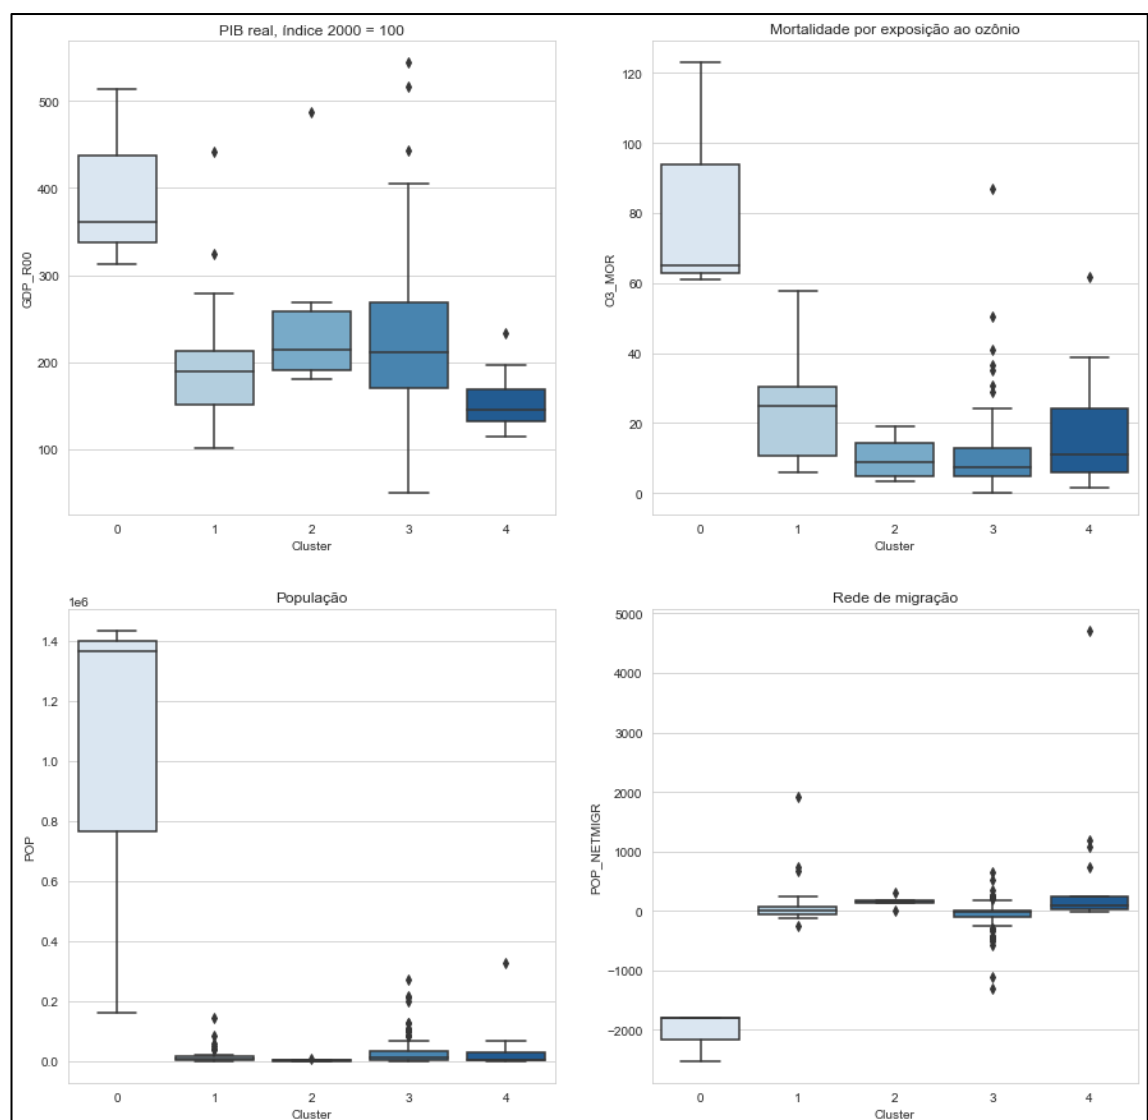 PIB real, índice 2000 = 100
500
400
300
200
100
GDP_R00
0 1 2 3 4
Cluster
Mortalidade por exposição ao ozônio
120
100
80
60
40
20
0
O3_MOR
0 1 2 3 4
Cluster
População
1e6
1.4
1.2
1.0
0.8
0.6
0.4
0.2
0.0
POP
0 1 2 3 4
Cluster
Rede de migração
5000
4000
3000
2000
1000
0
−1000
−2000
POP_NETMIGR
0 1 2 3 4
Cluster